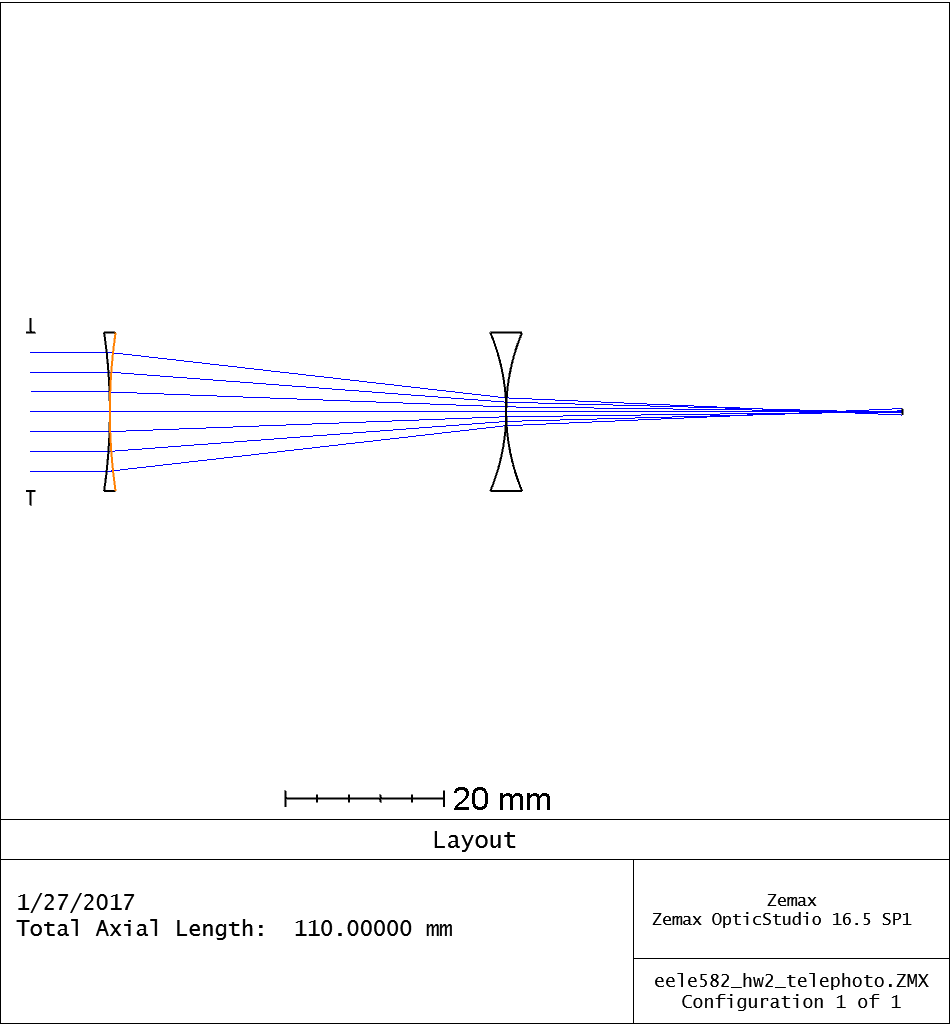 20 mm
Layout
1/27/2017
Total Axial Length:  110.00000 mm
Zemax
Zemax OpticStudio 16.5 SP1
eele582_hw2_telephoto.ZMX
Configuration 1 of 1